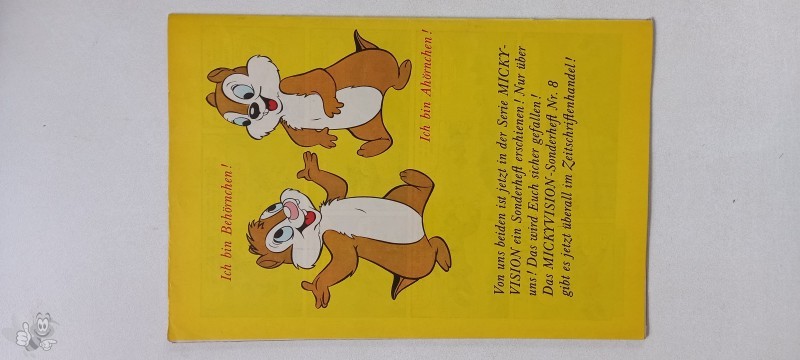 Ich bin Behörnchen!
Ich bin Ahörnchen!
Von uns beiden ist jetzt in der Serie MICKY-
VISION ein Sonderheft erschienen! Nur über
uns! Das wird Euch sicher gefallen!
Das MICKYVISION-Sonderheft Nr. 8
gibt es jetzt überall im Zeitschriftenhandel!